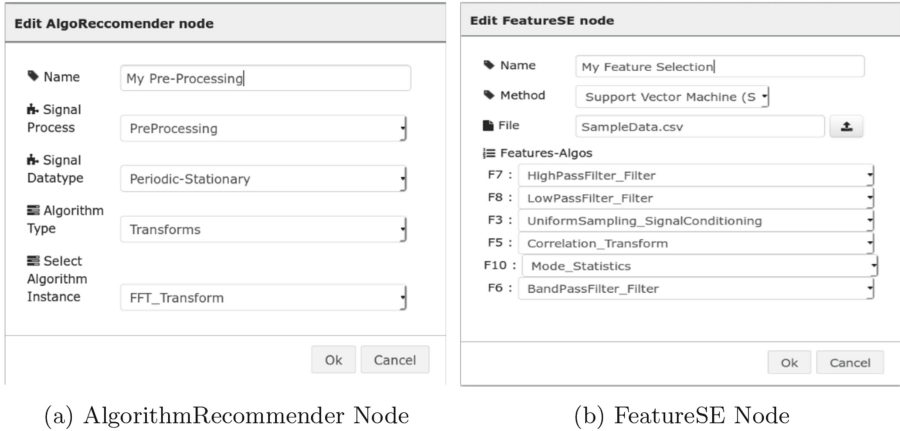 Edit AlgoReccomender node
Name My Pre-Processing
Signal
Process PreProcessing
Signal
Datatype Periodic-Stationary
Algorithm
Type Transforms
Select
Algorithm
Instance FFT_Transform
Ok Cancel
(a) AlgorithmRecommender Node
Edit FeatureSE node
Name My Feature Selection
Method Support Vector Machine (S
File SampleData.csv
Features-Algos
F7 : HighPassFilter_Filter
F8 : LowPassFilter_Filter
F3 : UniformSampling_SignalConditioning
F5 : Correlation_Transform
F10 : Mode_Statistics
F6 : BandPassFilter_Filter
Ok Cancel
(b) FeatureSE Node